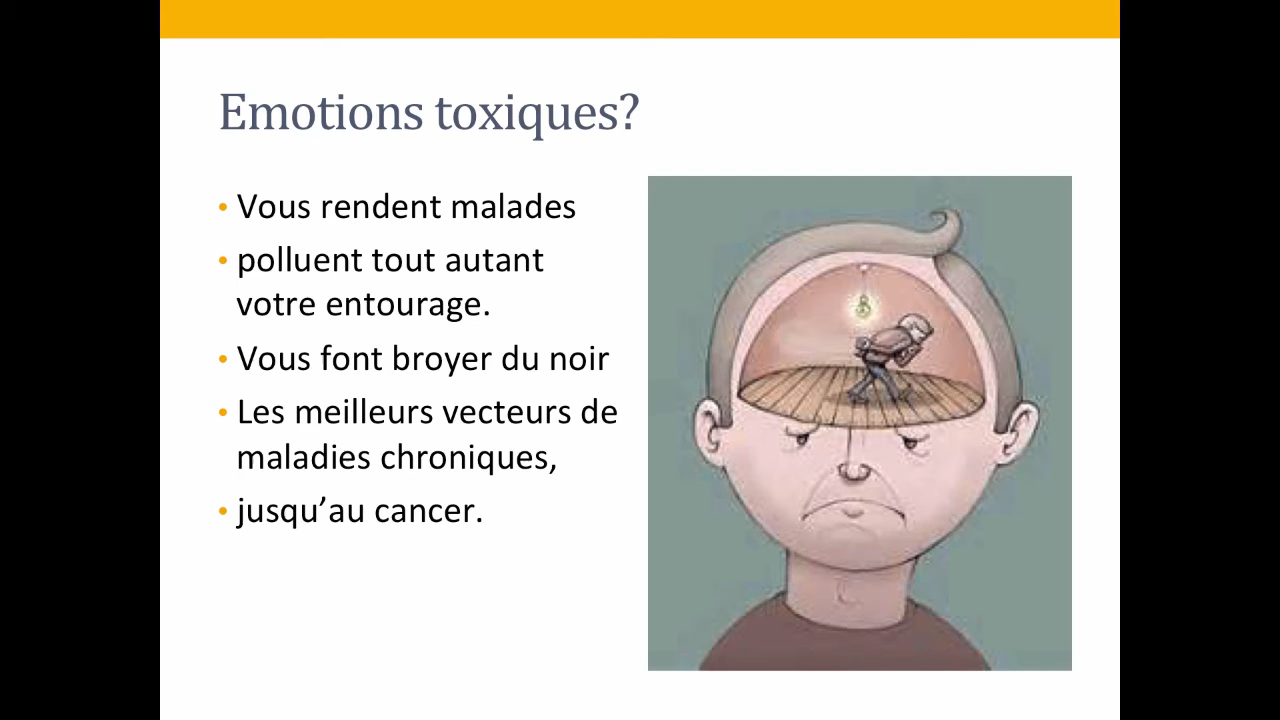 Emotions toxiques?
• Vous rendent malades
• polluent tout autant
votre entourage.
• Vous font broyer du noir
• Les meilleurs vecteurs de
maladies chroniques,
• jusqu’au cancer.